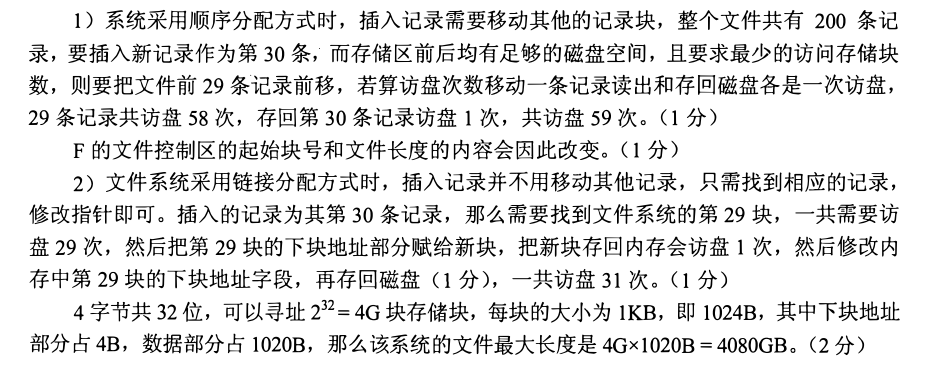 1）系统采用顺序分配方式时，插入记录需要移动其他的记录块，整个文件共有 200 条记
录，要插入新记录作为第 30 条，而存储区前后均有足够的磁盘空间，且要求最少的访问存储块
数，则要把文件前 29 条记录前移，若算访盘次数移动一条记录读出和存回磁盘各是一次访盘，
29 条记录共访盘 58 次，存回第 30 条记录访盘 1 次，共访盘 59 次。（1 分）
F 的文件控制区的起始块号和文件长度的内容会因此改变。（1 分）
2）文件系统采用链接分配方式时，插入记录并不用移动其他记录，只需找到相应的记录，
修改指针即可。插入的记录为其第 30 条记录，那么需要找到文件系统的第 29 块，一共需要访
盘 29 次，然后把第 29 块的下块地址部分赋给新块，把新块存回内存会访盘 1 次，然后修改内
存中第 29 块的下块地址字段，再存回磁盘（1 分），一共访盘 31 次。（1 分）
4 字节共 32 位，可以寻址 2³²= 4G 块存储块，每块的大小为 1KB，即 1024B，其中下块地址
部分占 4B，数据部分占 1020B，那么该系统的文件最大长度是 4G×1020B = 4080GB。（2 分）